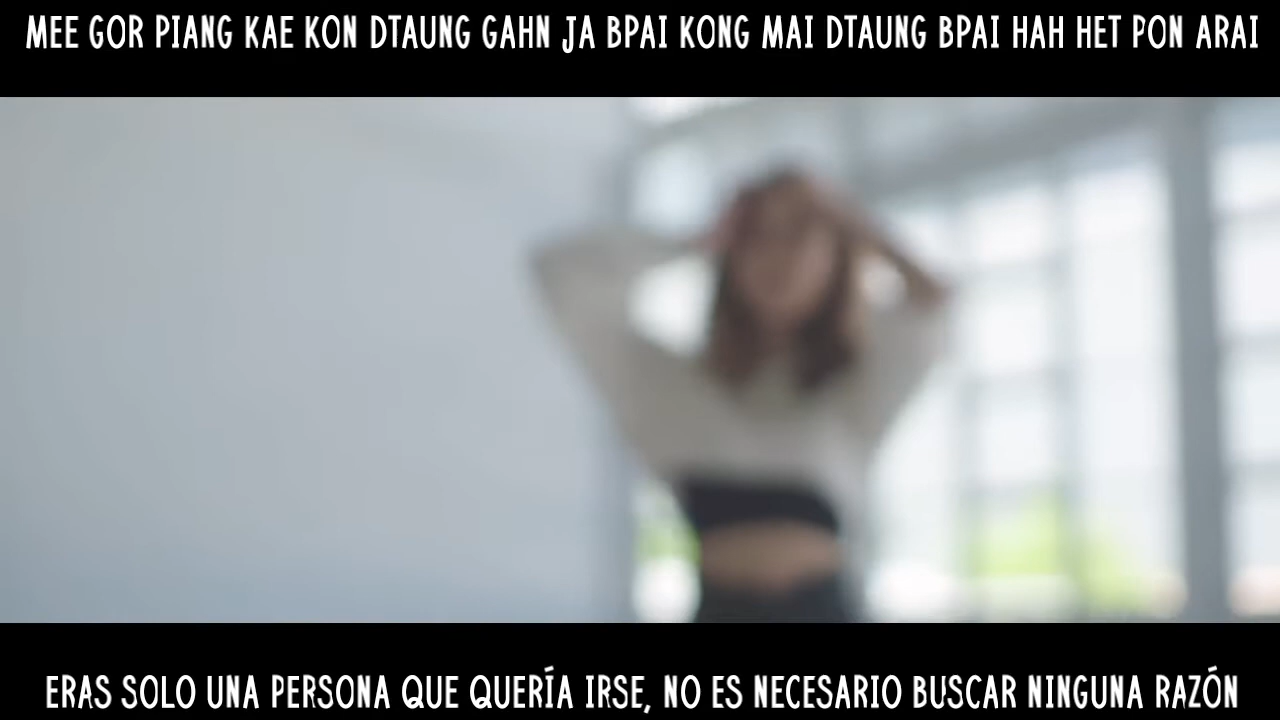 MEE GOR PIANG KAE KON DTAUNG GAHN JA BPAI KONG MAI DTAUNG BPAI HAH HET PON ARAI
ERAS SOLO UNA PERSONA QUE QUERÍA IRSE, NO ES NECESARIO BUSCAR NINGUNA RAZÓN